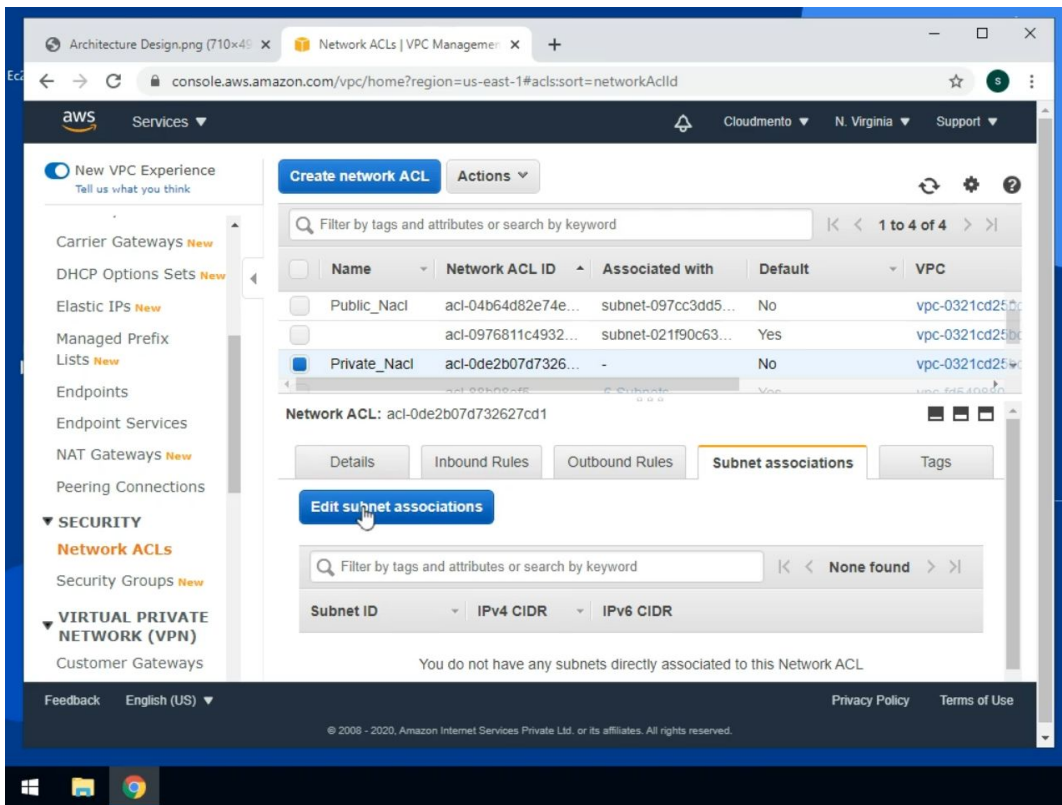 Architecture Design.png (710×49
Network ACLs | VPC Managemen
console.aws.amazon.com/vpc/home?region=us-east-1#acls:sort=networkAclId
S
aws
Services
Cloudmento
N. Virginia
Support
New VPC Experience
Tell us what you think
Carrier Gateways New
DHCP Options Sets New
Elastic IPs New
Managed Prefix
Lists New
Endpoints
Endpoint Services
NAT Gateways New
Peering Connections
SECURITY
Network ACLs
Security Groups New
VIRTUAL PRIVATE
NETWORK (VPN)
Customer Gateways
Create network ACL
Actions
Filter by tags and attributes or search by keyword
1 to 4 of 4
Name Network ACL ID Associated with Default VPC
Public_Nacl acl-04b64d82e74e... subnet-097cc3dd5... No vpc-0321cd25bc
acl-0976811c4932... subnet-021f90c63... Yes vpc-0321cd25bc
Private_Nacl acl-0de2b07d7326... - No vpc-0321cd25bc
6 Subnets Yes
Network ACL: acl-0de2b07d732627cd1
Details
Inbound Rules
Outbound Rules
Subnet associations
Tags
Edit subnet associations
Filter by tags and attributes or search by keyword
None found
Subnet ID IPv4 CIDR IPv6 CIDR
You do not have any subnets directly associated to this Network ACL
Feedback
English (US)
Privacy Policy
Terms of Use
© 2008 - 2020, Amazon Internet Services Private Ltd. or its affiliates. All rights reserved.